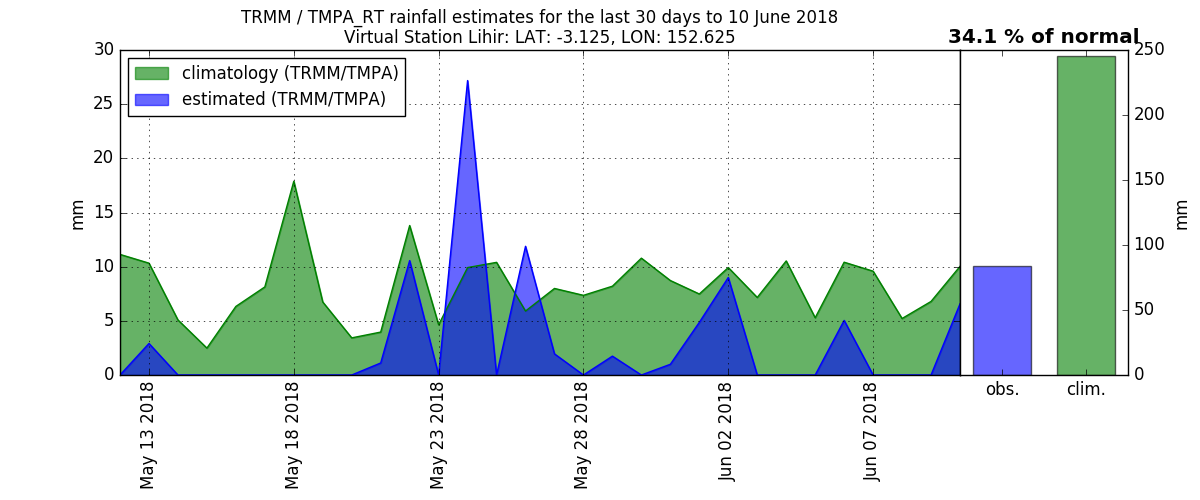 TRMM / TMPA_RT rainfall estimates for the last 30 days to 10 June 2018
Virtual Station Lihir: LAT: -3.125, LON: 152.625
34.1 % of normal
climatology (TRMM/TMPA)
estimated (TRMM/TMPA)
30
25
20
15
10
5
0
mm
May 13 2018
May 18 2018
May 23 2018
May 28 2018
Jun 02 2018
Jun 07 2018
250
200
150
100
50
0
mm
obs.
clim.